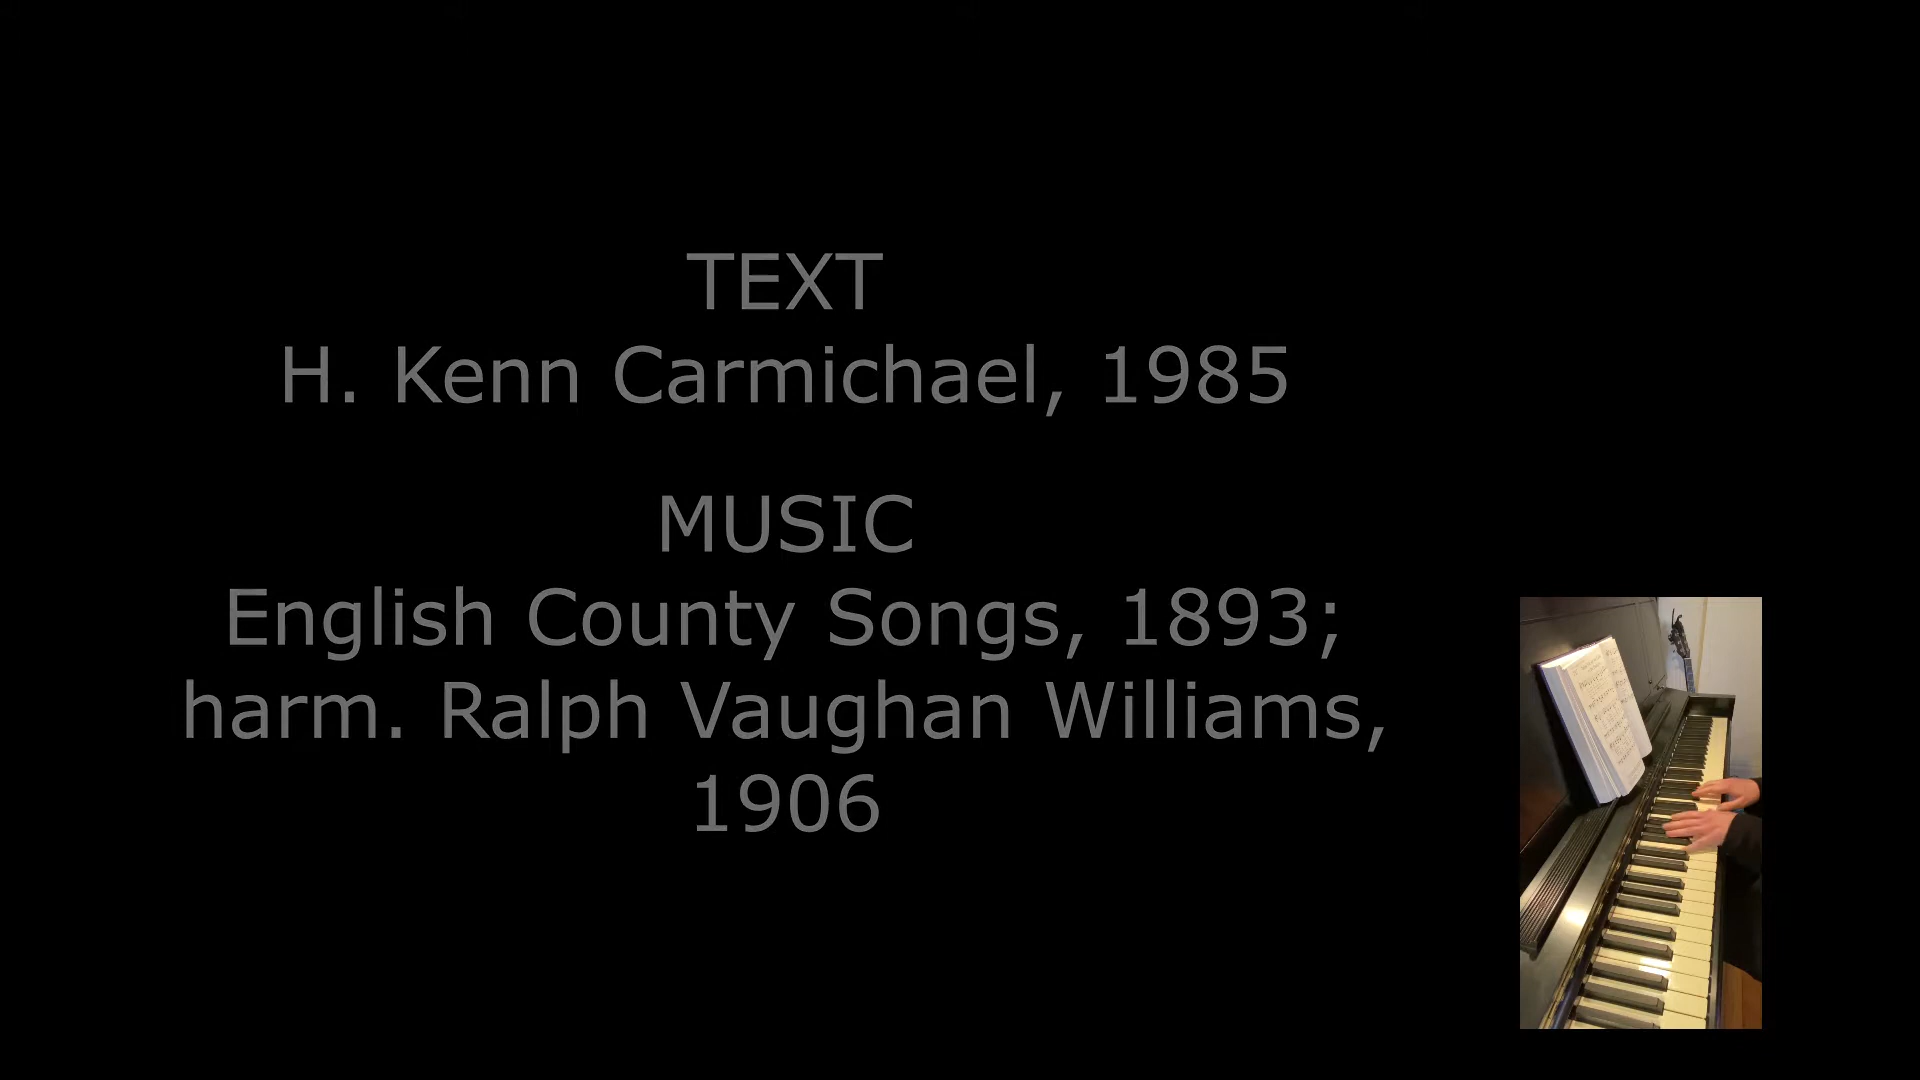 TEXT
H. Kenn Carmichael, 1985
MUSIC
English County Songs, 1893;
harm. Ralph Vaughan Williams,
1906